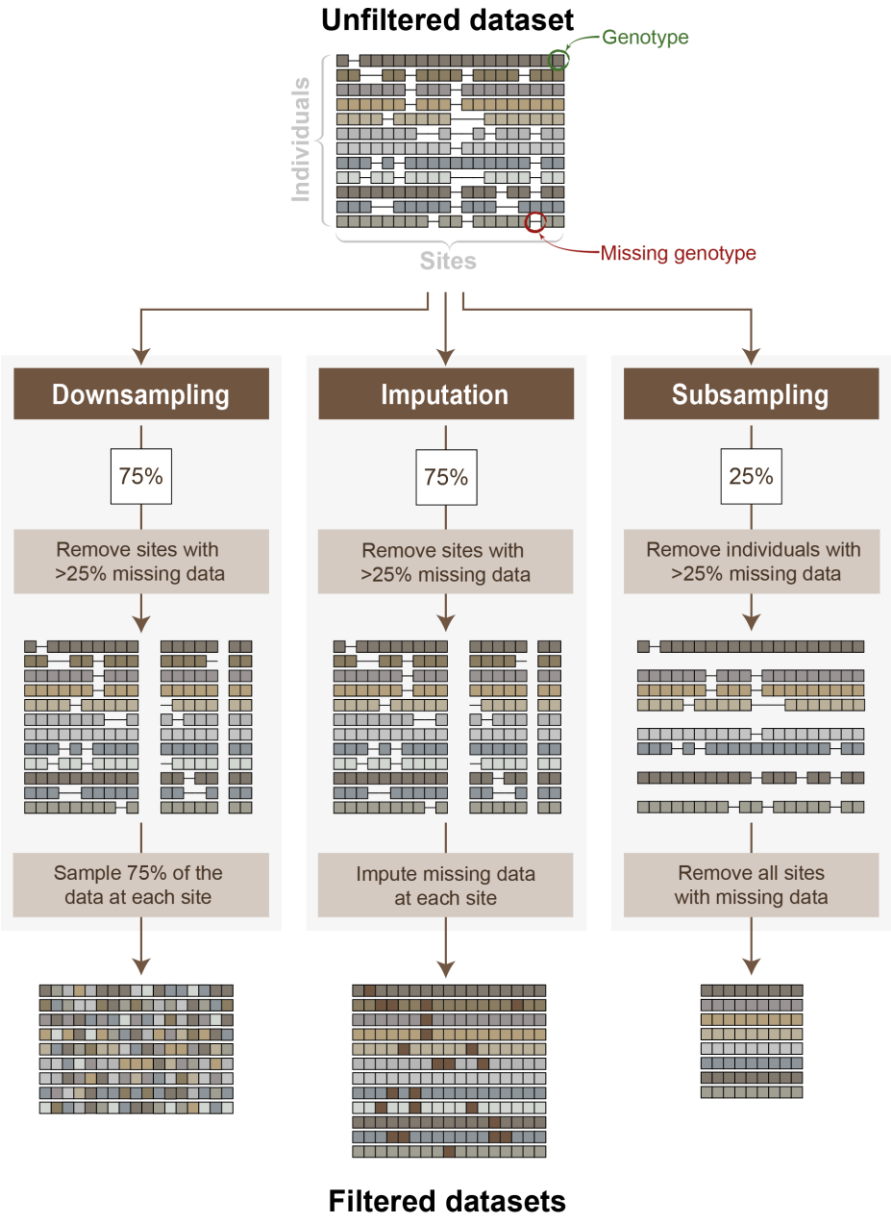 Unfiltered dataset
Genotype
Individuals
Sites
Missing genotype
Downsampling
Imputation
Subsampling
75%
75%
25%
Remove sites with
>25% missing data
Remove sites with
>25% missing data
Remove individuals with
>25% missing data
Sample 75% of the
data at each site
Impute missing data
at each site
Remove all sites
with missing data
Filtered datasets